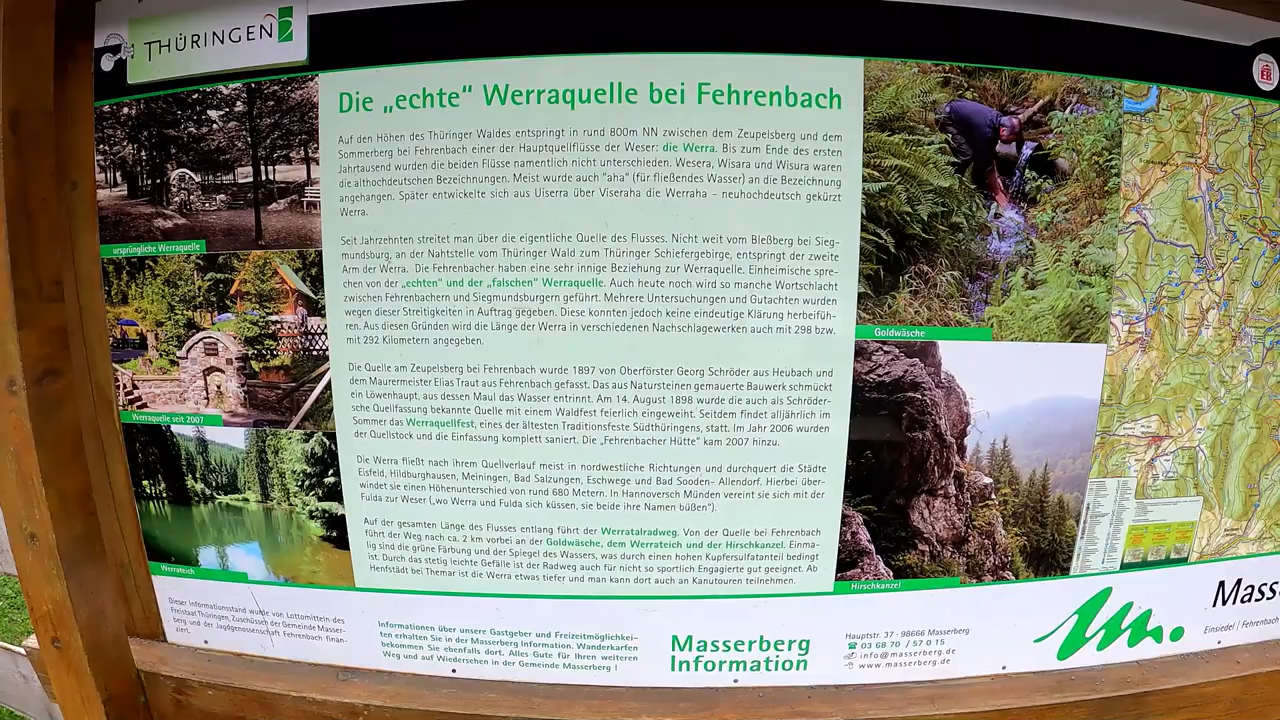 THÜRINGEN
Die „echte“ Werraquelle bei Fehrenbach
Auf den Höhen des Thüringer Waldes entspringt in rund 800m NN zwischen dem Zeupelsberg und dem
Sommerberg bei Fehrenbach einer der Hauptquellflüsse der Weser: die Werra. Bis zum Ende des ersten
Jahrtausend wurden die beiden Flüsse namentlich nicht unterschieden. Wesera, Wisara und Wisura waren
die althochdeutschen Bezeichnungen. Meist wurde auch "aha" (für fließendes Wasser) an die Bezeichnung
angehangen. Später entwickelte sich aus Uiserra über Viseraha die Werraha - neuhochdeutsch gekürzt
Werra.
Seit Jahrzehnten streitet man über die eigentliche Quelle des Flusses. Nicht weit vom Bleßberg bei Sieg-
mundsburg, an der Nahtstelle vom Thüringer Wald zum Thüringer Schiefergebirge, entspringt der zweite
Arm der Werra. Die Fehrenbacher haben eine sehr innige Beziehung zur Werraquelle. Einheimische spre-
chen von der „echten“ und der „falschen“ Werraquelle. Auch heute noch wird so manche Wortschlacht
zwischen Fehrenbachern und Siegmundsburgern geführt. Mehrere Untersuchungen und Gutachten wurden
wegen dieser Streitigkeiten in Auftrag gegeben. Diese konnten jedoch keine eindeutige Klärung herbeifüh-
ren. Aus diesen Gründen wird die Länge der Werra in verschiedenen Nachschlagewerken auch mit 298 bzw.
mit 292 Kilometern angegeben.
Die Quelle am Zeupelsberg bei Fehrenbach wurde 1897 von Oberförster Georg Schröder aus Heubach und
dem Maurermeister Elias Traut aus Fehrenbach gefasst. Das aus Natursteinen gemauerte Bauwerk schmückt
ein Löwenhaupt, aus dessen Maul das Wasser entrinnt. Am 14. August 1898 wurde die auch als Schröder-
sche Quellfassung bekannte Quelle mit einem Waldfest feierlich eingeweiht. Seitdem findet alljährlich im
Sommer das Werraquellfest, eines der ältesten Traditionsfeste Südthüringens, statt. Im Jahr 2006 wurden
der Quellstock und die Einfassung komplett saniert. Die „Fehrenbacher Hütte“ kam 2007 hinzu.
Die Werra fließt nach ihrem Quellverlauf meist in nordwestliche Richtungen und durchquert die Städte
Eisfeld, Hildburghausen, Meiningen, Bad Salzungen, Eschwege und Bad Sooden- Allendorf. Hierbei über-
windet sie einen Höhenunterschied von rund 680 Metern. In Hannoversch Münden vereint sie sich mit der
Fulda zur Weser („wo Werra und Fulda sich küssen, sie beide ihre Namen büßen“).
Auf der gesamten Länge des Flusses entlang führt der Werratalradweg. Von der Quelle bei Fehrenbach
führt der Weg nach ca. 2 km vorbei an der Goldwäsche, dem Werrateich und der Hirschkanzel. Einma-
lig sind die grüne Färbung und der Spiegel des Wassers, was durch einen hohen Kupfersulfatanteil bedingt
ist. Durch das stetig leichte Gefälle ist der Radweg auch für nicht so sportlich Engagierte gut geeignet. Ab
Henfstädt bei Themar ist die Werra etwas tiefer und man kann dort auch an Kanutouren teilnehmen.
ursprüngliche Werraquelle
Werraquelle seit 2007
Werrateich
Goldwäsche
Hirschkanzel
Dieser Informationsstand wurde von Lottomitteln des
Freistaat Thüringen, Zuschüssen der Gemeinde Masser-
berg und der Jagdgenossenschaft Fehrenbach finan-
ziert.
Informationen über unsere Gastgeber und Freizeitmöglichkei-
ten erhalten Sie in der Masserberg Information. Wanderkarten
bekommen Sie ebenfalls dort. Alles Gute für Ihren weiteren
Weg und auf Wiedersehen in der Gemeinde Masserberg !
Masserberg
Information
Hauptstr. 37 · 98666 Masserberg
03 68 70 / 57 0 15
info@masserberg.de
www.masserberg.de
m.
Mass
Einsiedel / Fehrenbach